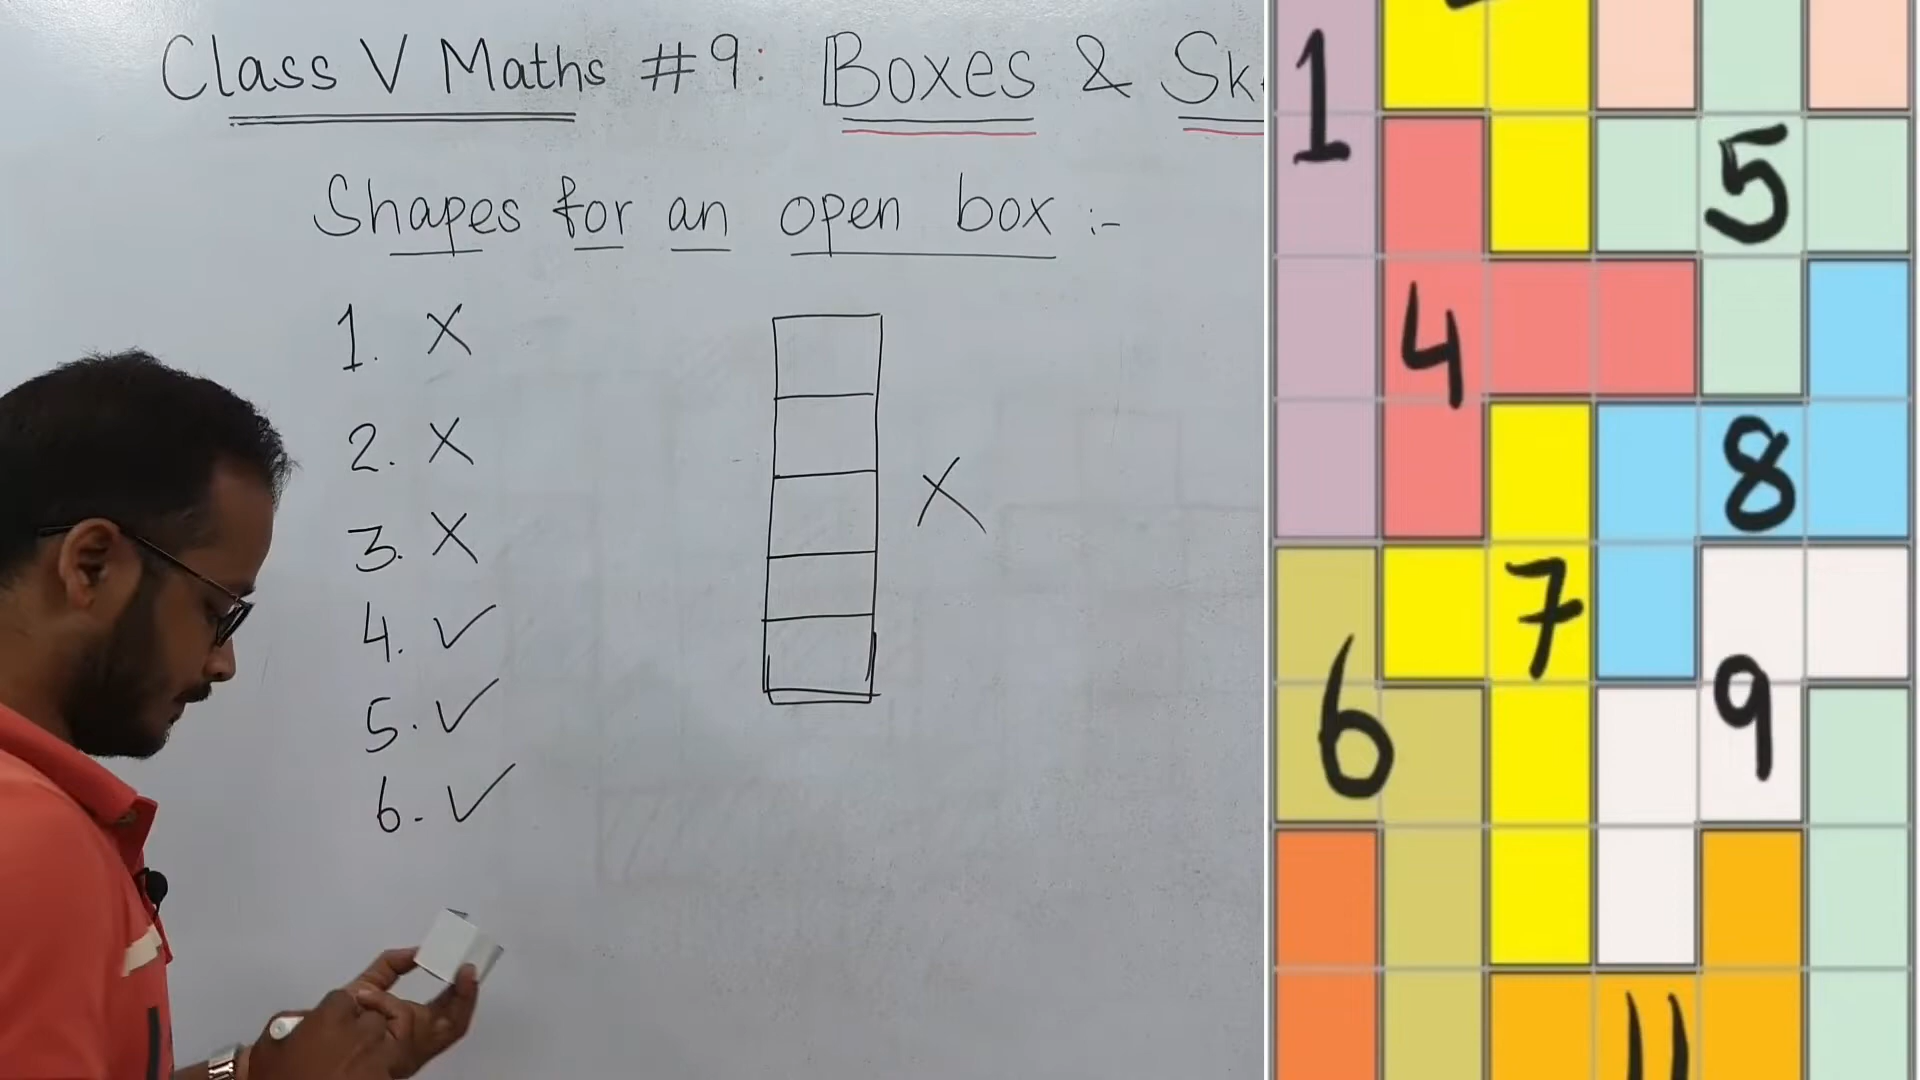 Class V Maths #9: Boxes &
Shapes for an open box :-
1. X
2. X
3. X
4. ✓
5. ✓
6. ✓
X
1
5
4
8
7
6
9
11